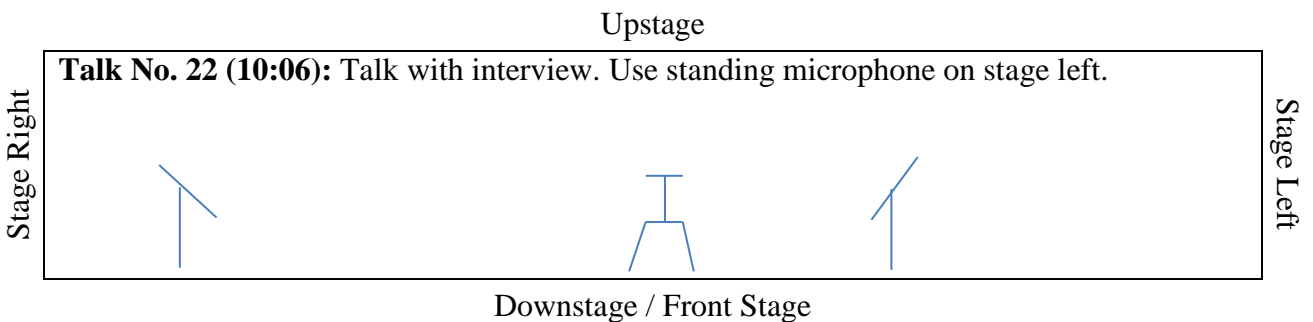 Upstage
Talk No. 22 (10:06): Talk with interview. Use standing microphone on stage left.
Stage Right
Stage Left
Downstage / Front Stage